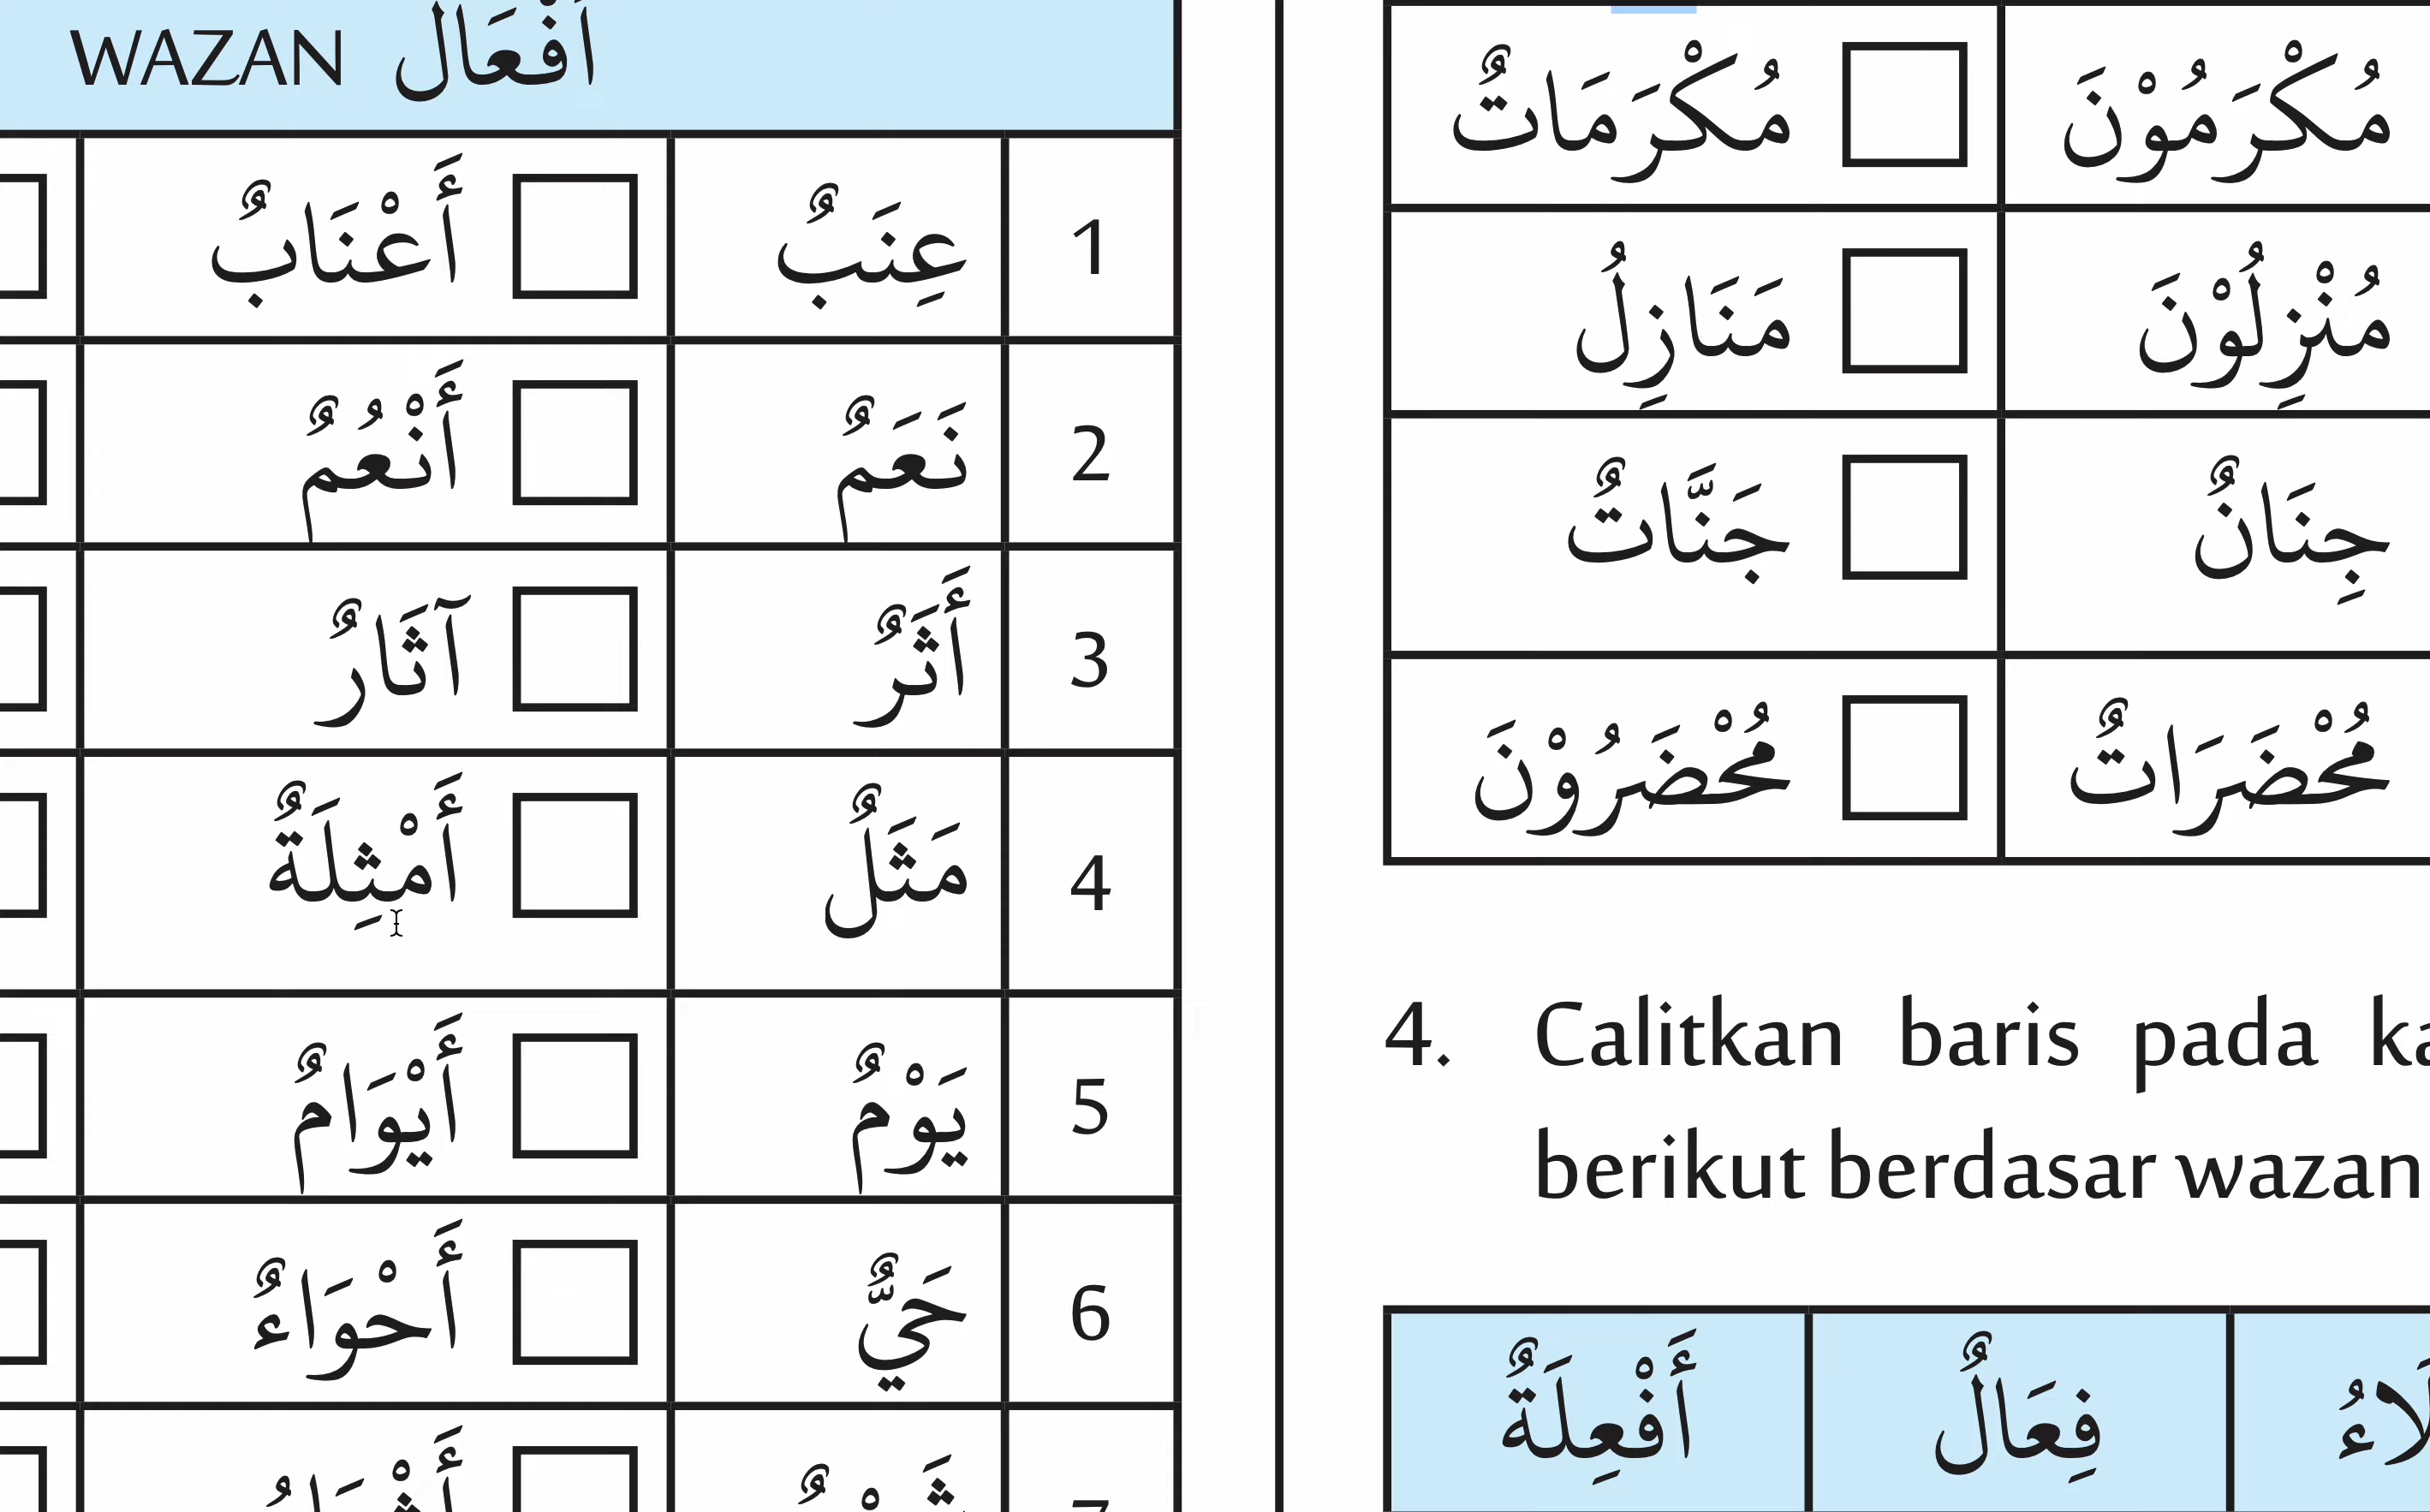 WAZAN أَفْعَال
1 عِنَبٌ أَعْنَابٌ
2 نَعَمٌ أَنْعُمٌ
3 أَثَرٌ آثَارٌ
4 مَثَلٌ أَمْثِلَةٌ
5 يَوْمٌ أَيْوَامٌ
6 حَيٌّ أَحْوَاءٌ
7
مُكْرَمُوْنَ مُكْرَمَاتٌ
مُنْزِلُوْنَ مَنَازِلُ
جِنَانٌ جَنَّاتٌ
مُحْضَرَاتٌ مُحْضَرُوْنَ
4. Calitkan baris pada
berikut berdasar wazan
فِعَالٌ أَفْعِلَةٌ